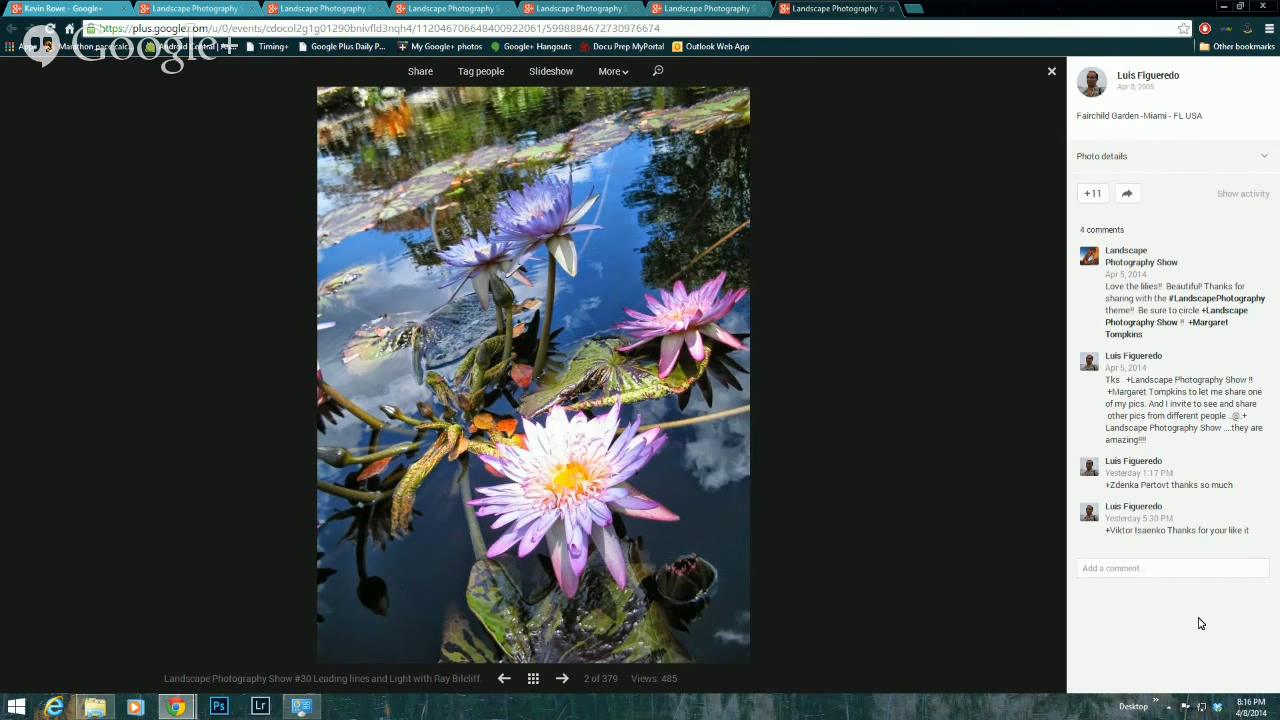 Kevin Rowe - Google+
Landscape Photography S
Landscape Photography S
Landscape Photography S
Landscape Photography S
Landscape Photography S
Landscape Photography S
https://plus.google.com/u/0/events/cdocol2g1g01290bnivfld3nqh4/112046706648400922061/5998884672730976674
Google+
Apps
Android Central
Timing+
Google Plus Daily P...
My Google+ photos
Google+ Hangouts
Docu Prep MyPortal
Outlook Web App
Other bookmarks
Share
Tag people
Slideshow
More
Luis Figueredo
Apr 8, 2005
Fairchild Garden -Miami - FL USA
Photo details
+11
Show activity
4 comments
Landscape
Photography Show
Apr 5, 2014
Love the lilies!! Beautiful! Thanks for
sharing with the #LandscapePhotography
theme!! Be sure to circle +Landscape
Photography Show !! +Margaret
Tompkins
Luis Figueredo
Apr 5, 2014
Tks +Landscape Photography Show !!
+Margaret Tompkins to let me share one
of my pics. And I invite to see and share
other pics from different people ..@.+
Landscape Photography Show ....they are
amazing!!!!
Luis Figueredo
Yesterday 1:17 PM
+Zdenka Pertovt thanks so much
Luis Figueredo
Yesterday 5:30 PM
+Viktor Isaenko Thanks for your like it
Add a comment...
Landscape Photography Show #30 Leading lines and Light with Ray Bilcliff.
2 of 379
Views: 485
Ps
Lr
Desktop
8:16 PM
4/8/2014